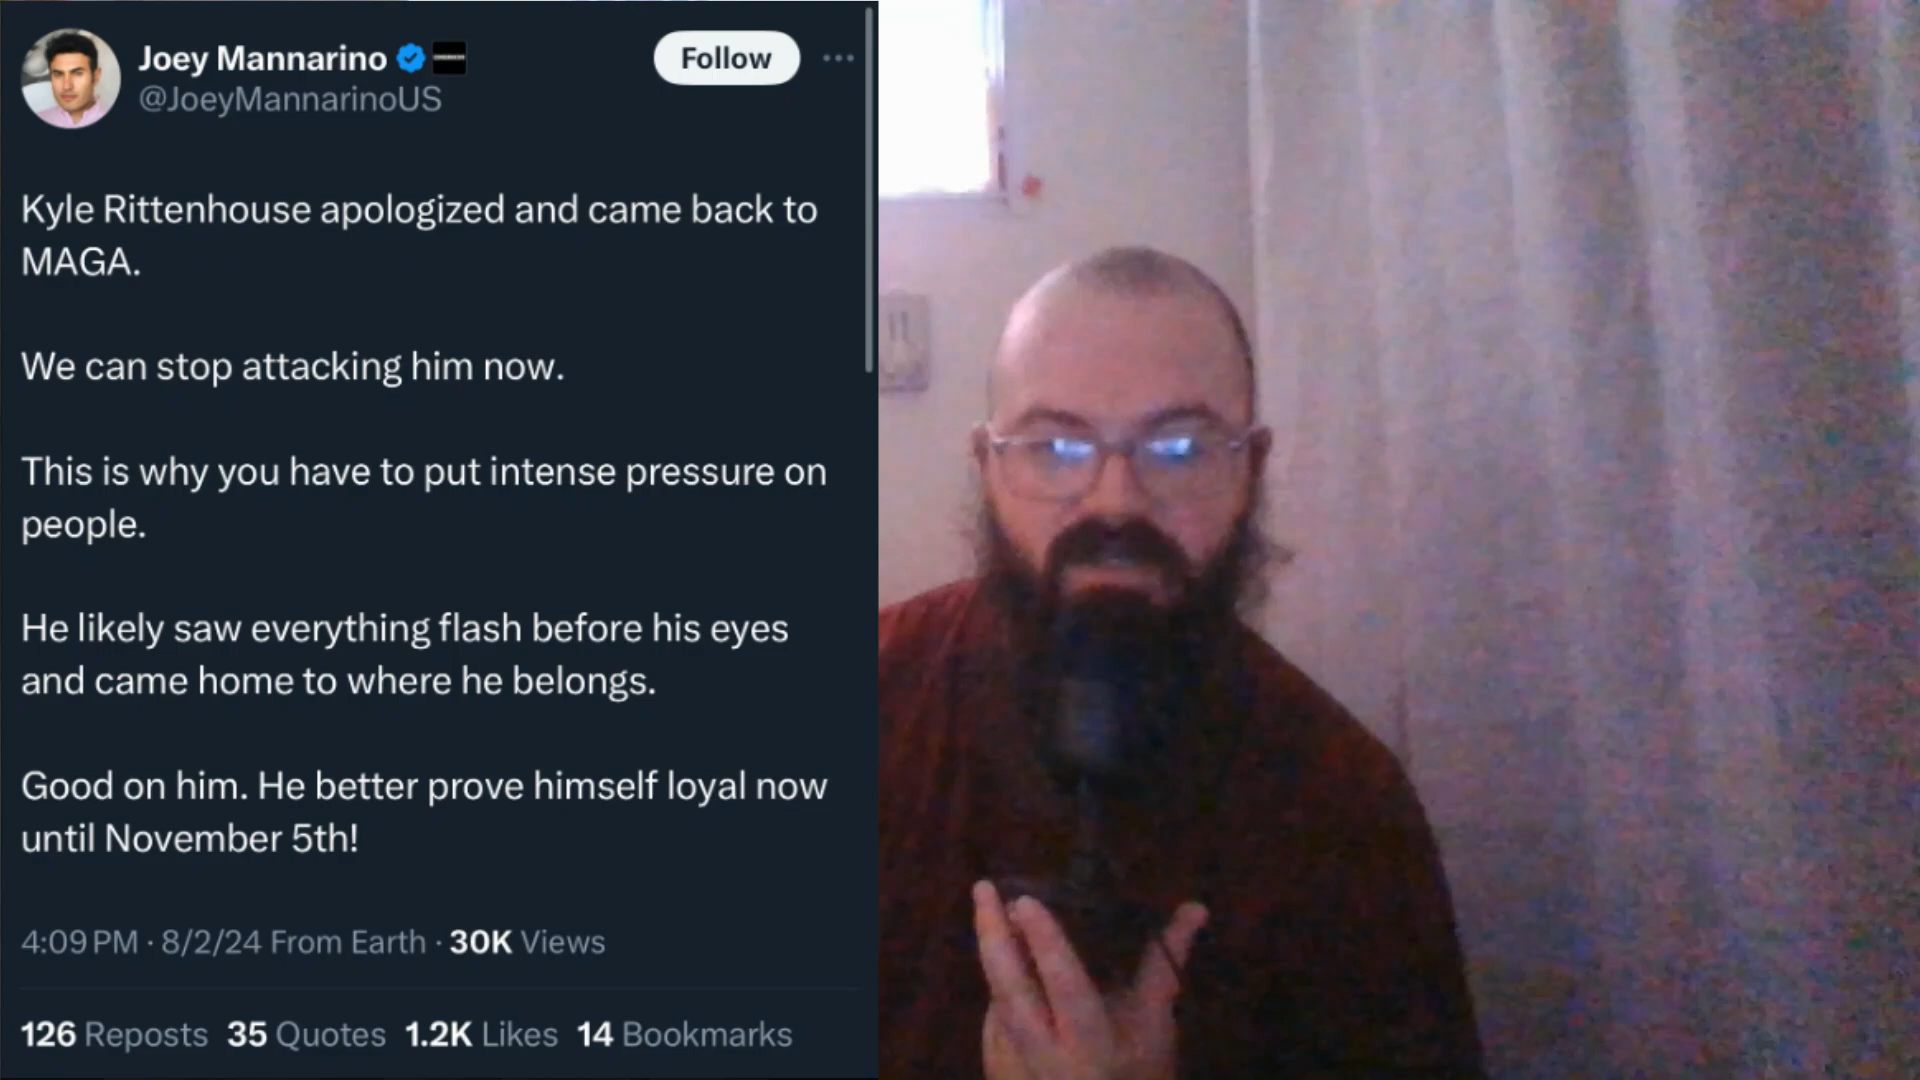 Joey Mannarino
Follow
@JoeyMannarinoUS
Kyle Rittenhouse apologized and came back to
MAGA.
We can stop attacking him now.
This is why you have to put intense pressure on
people.
He likely saw everything flash before his eyes
and came home to where he belongs.
Good on him. He better prove himself loyal now
until November 5th!
4:09 PM · 8/2/24 From Earth · 30K Views
126 Reposts 35 Quotes 1.2K Likes 14 Bookmarks